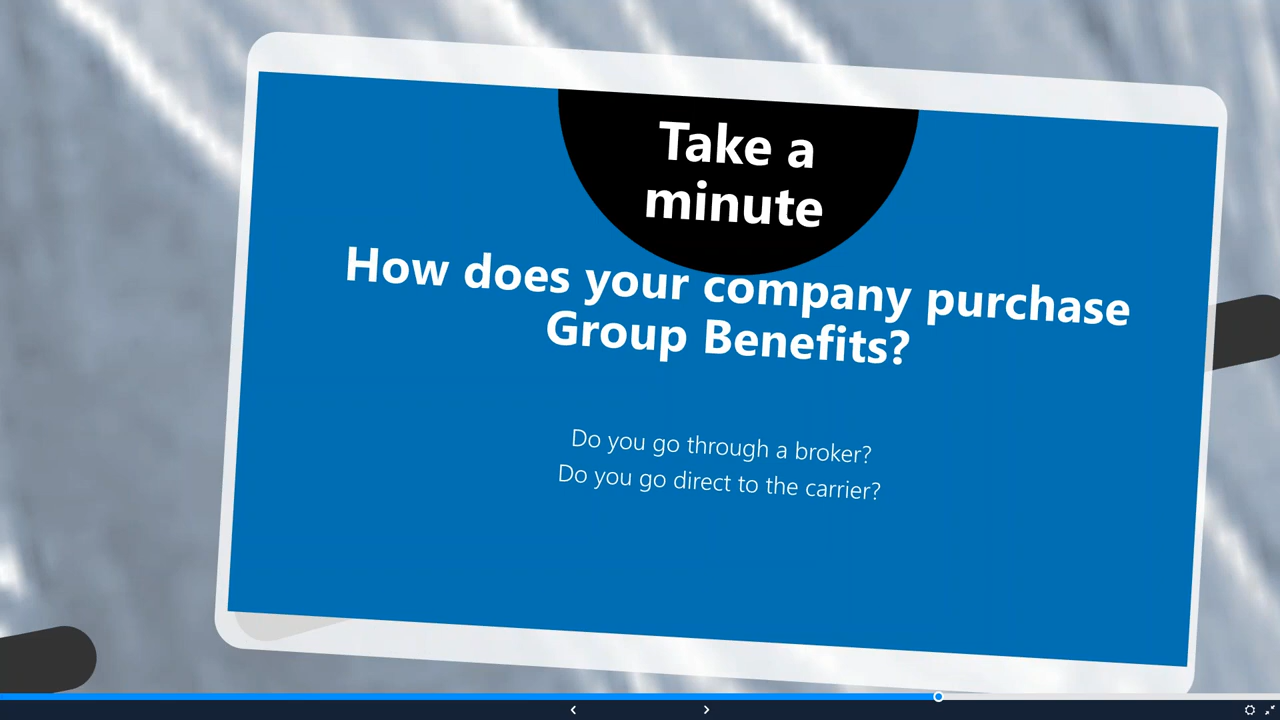 Take a
minute
How does your company purchase
Group Benefits?
Do you go through a broker?
Do you go direct to the carrier?